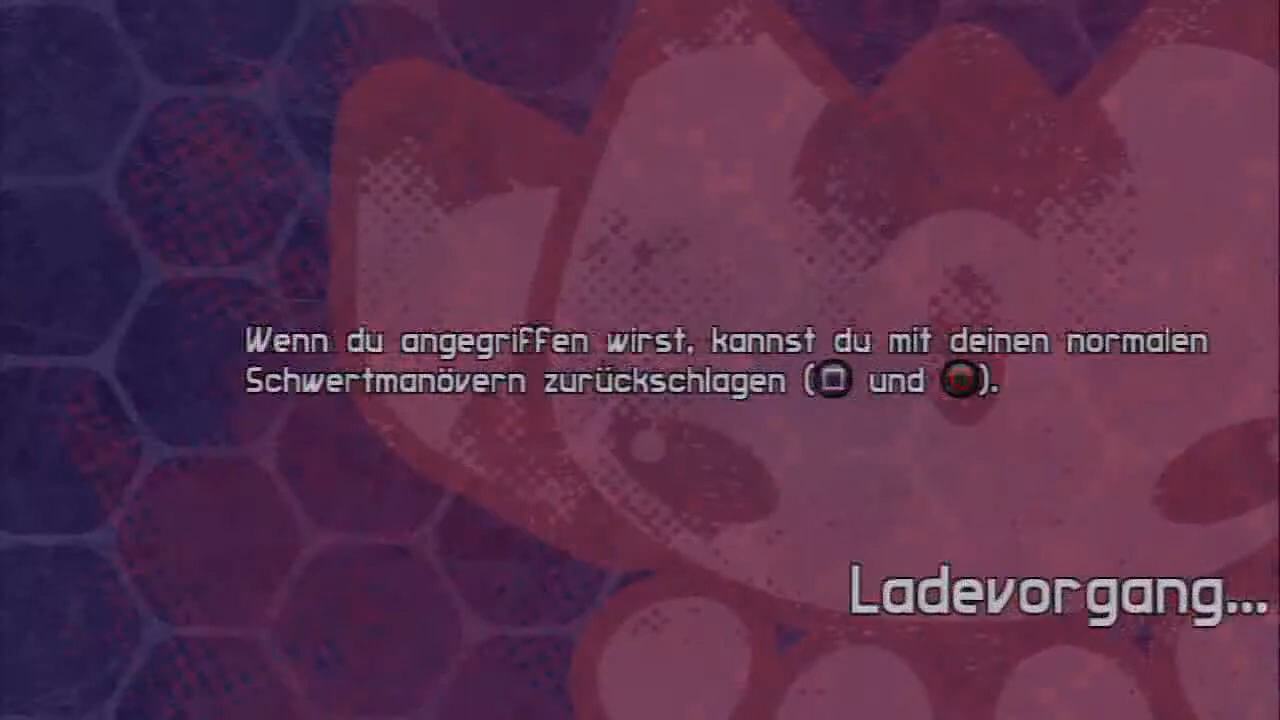 Wenn du angegriffen wirst, kannst du mit deinen normalen
Schwertmanövern zurückschlagen (□ und ○).
Ladevorgang...